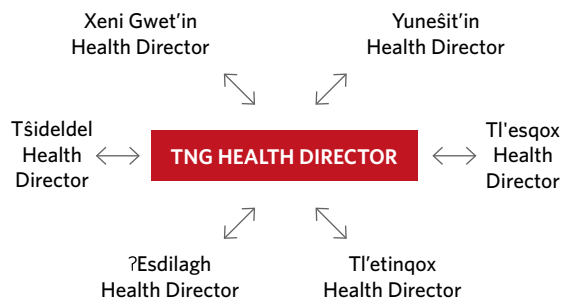 Xeni Gwet'in
Health Director
Yuneŝit'in
Health Director
Tŝideldel
Health
Director
TNG HEALTH DIRECTOR
Tl'esqox
Health
Director
ʔEsdilagh
Health Director
Tl'etinqox
Health Director